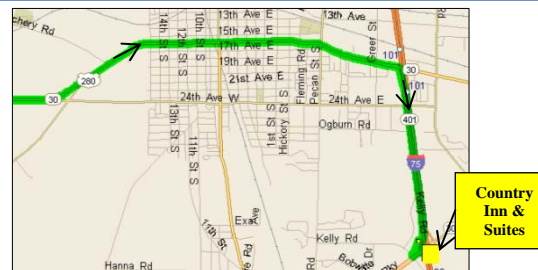 13th Ave E
13th Ave
chery Rd
14th St S
12th St S
10th St S
15th Ave E
17th Ave E
19th Ave E
21st Ave E
Fleming Rd
Pecan St S
Greer St
101
30
280
101
30
24th Ave W
24th Ave E
401
13th St S
11th St S
1st St S
Hickory St S
Ogburn Rd
75
Kelly Rd
Country
Inn &
Suites
11th St
Kelly Rd
Hanna Rd